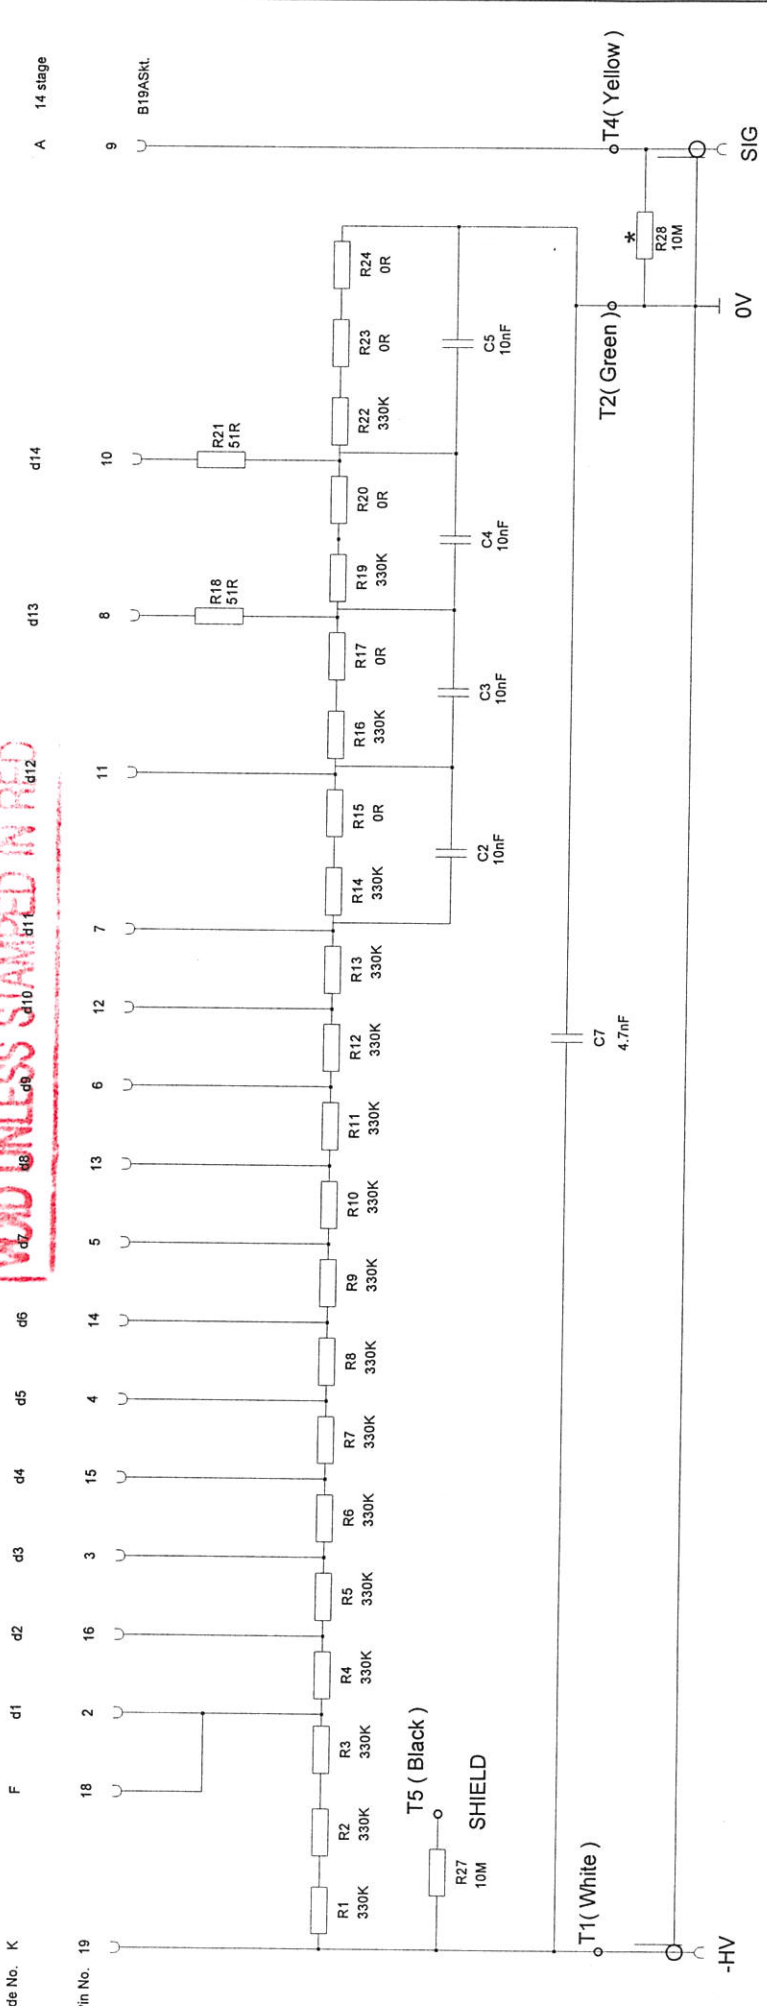 14 stage
A
d14
d13
d12
d11
d10
d9
d8
d7
d6
d5
d4
d3
d2
d1
F
K
de No.
VOID UNLESS STAMPED IN RED
B19ASkt.
9
10
8
11
7
12
6
13
5
14
4
15
3
16
2
18
19
in No.
R21
51R
R18
51R
R24
0R
R23
0R
R22
330K
R20
0R
R19
330K
R17
0R
R16
330K
R15
0R
R14
330K
R13
330K
R12
330K
R11
330K
R10
330K
R9
330K
R8
330K
R7
330K
R6
330K
R5
330K
R4
330K
R3
330K
R2
330K
R1
330K
C5
10nF
C4
10nF
C3
10nF
C2
10nF
C7
4.7nF
T5 ( Black )
SHIELD
R27
10M
T4( Yellow )
*
R28
10M
T2( Green )
T1( White )
SIG
0V
-HV